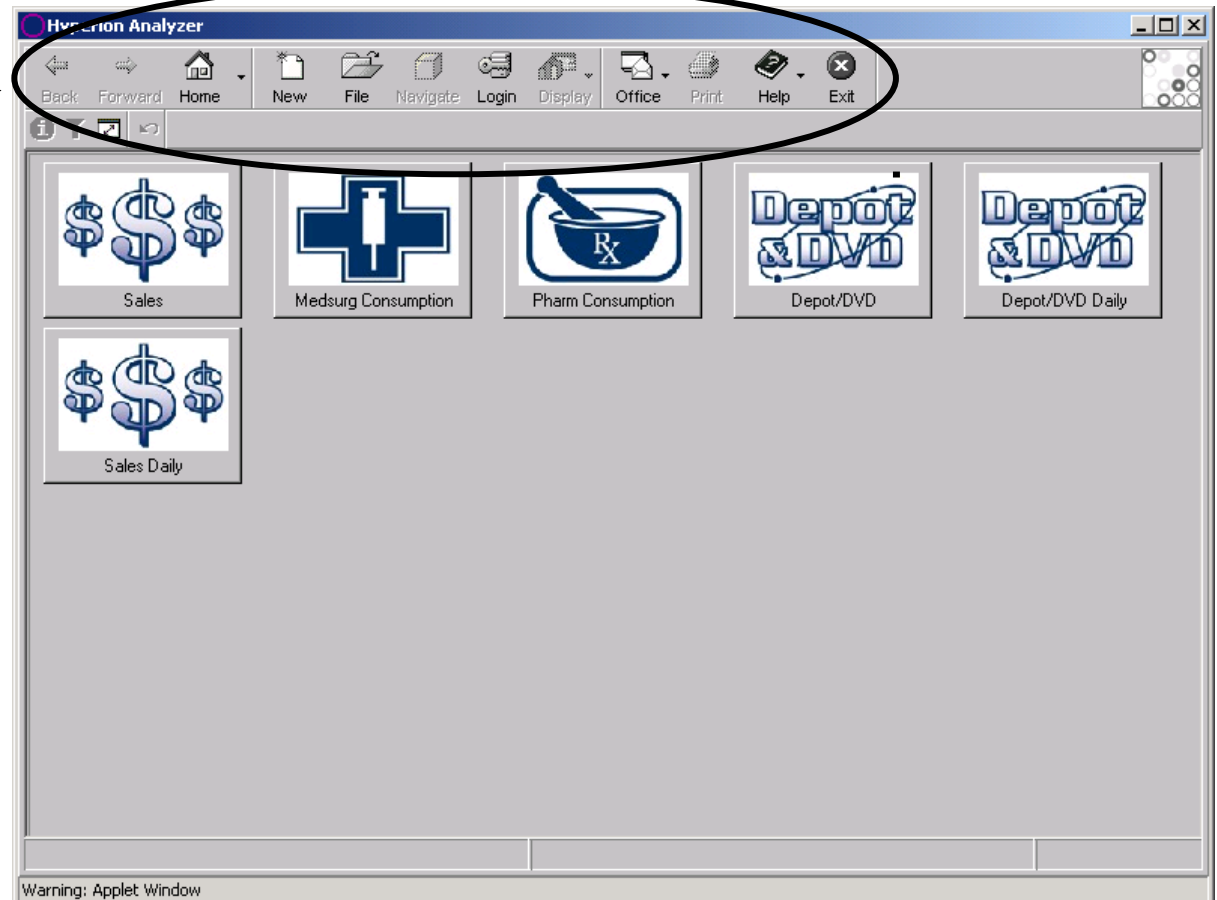 Hyperion Analyzer
Back Forward Home New File Navigate Login Display Office Print Help Exit
$$$ Rx Depot & DVD Depot & DVD
Sales Medsurg Consumption Pharm Consumption Depot/DVD Depot/DVD Daily
$$$
Sales Daily
Warning: Applet Window